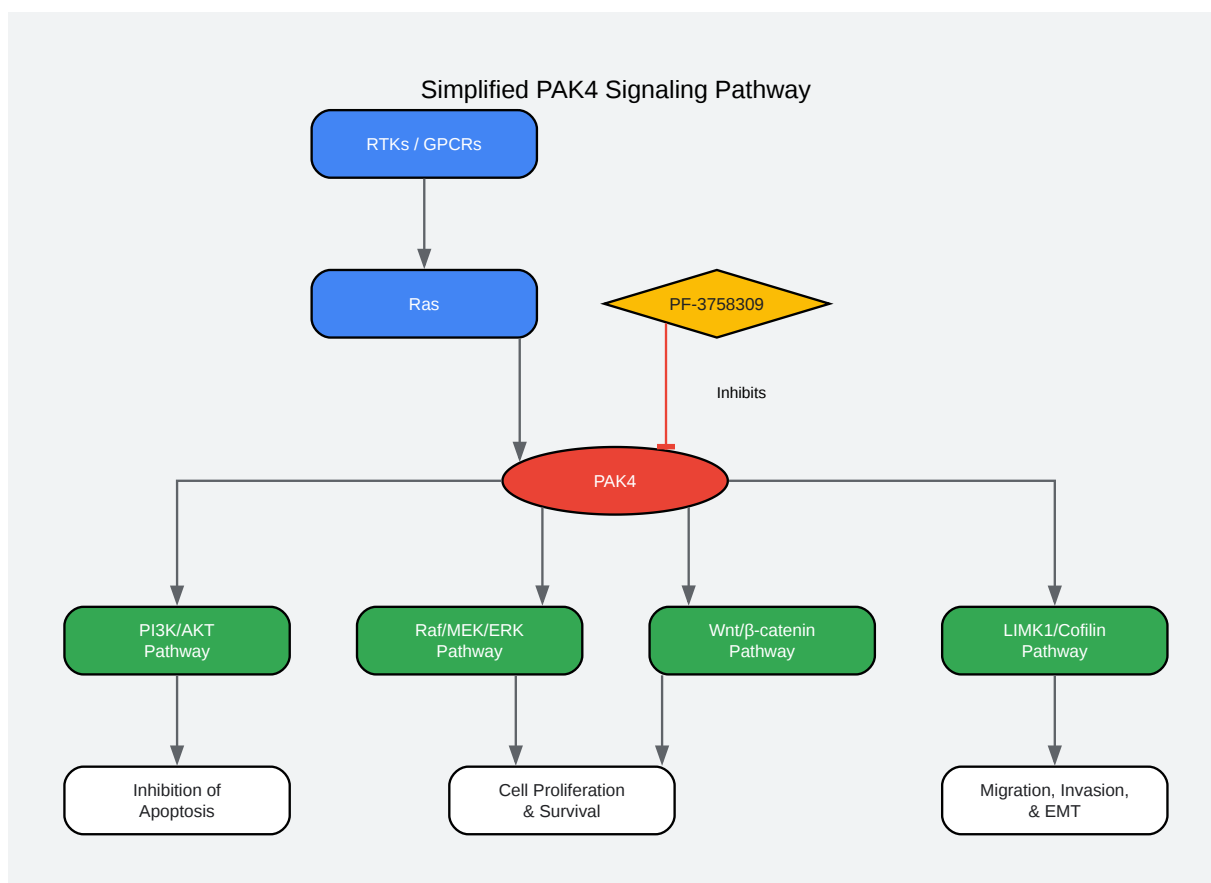 Simplified PAK4 Signaling Pathway
RTKs / GPCRs
Ras
PF-3758309
Inhibits
PAK4
PI3K/AKT
Pathway
Raf/MEK/ERK
Pathway
Wnt/β-catenin
Pathway
LIMK1/Cofilin
Pathway
Inhibition of
Apoptosis
Cell Proliferation
& Survival
Migration, Invasion,
& EMT